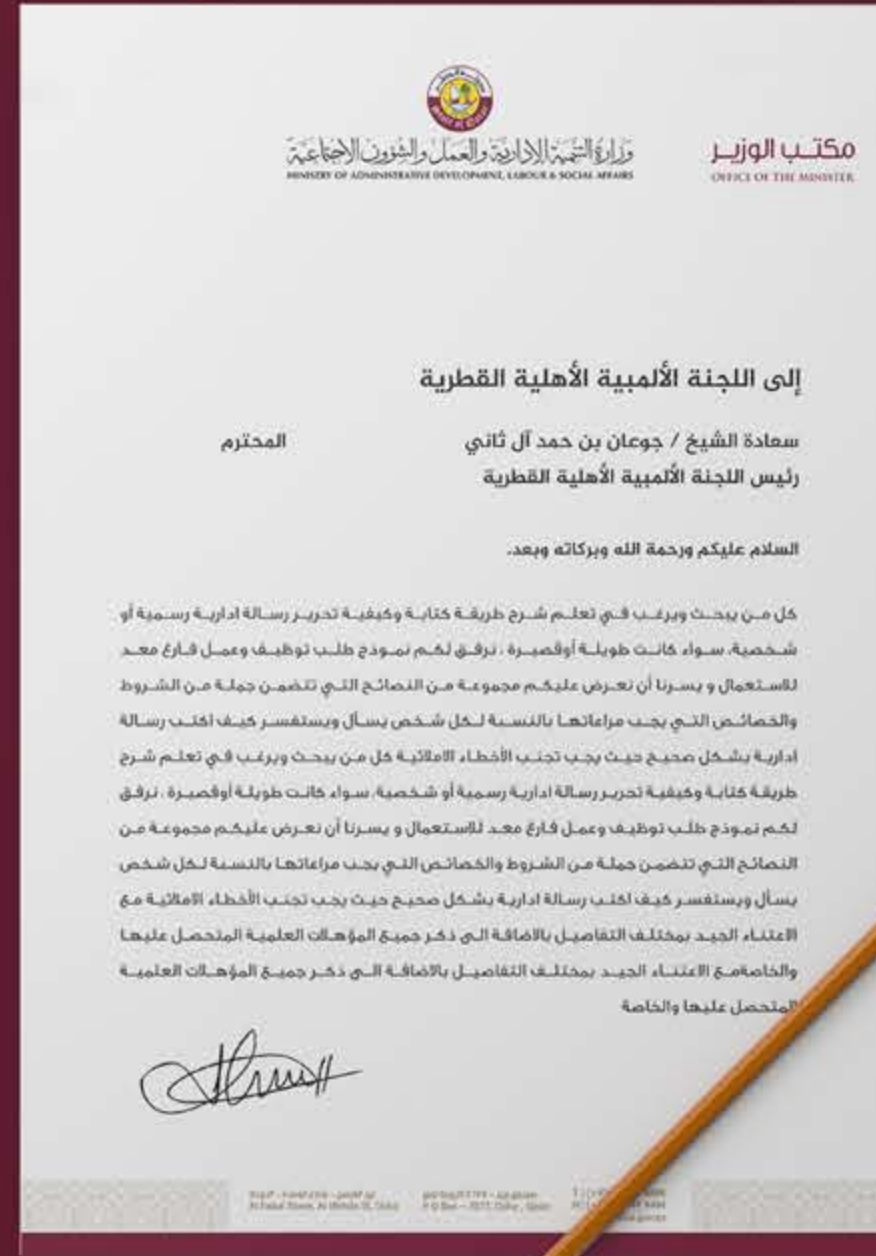 وزارة التنمية الإدارية والعمل والشؤون الاجتماعية
MINISTRY OF ADMINISTRATIVE DEVELOPMENT, LABOUR & SOCIAL AFFAIRS
مكتب الوزير
OFFICE OF THE MINISTER
إلى اللجنة الألمبية الأهلية القطرية
سعادة الشيخ / جوعان بن حمد آل ثاني المحترم
رئيس اللجنة الألمبية الأهلية القطرية
السلام عليكم ورحمة الله وبركاته وبعد.
كل من يبحث ويرغب في تعلم شرح طريقة كتابة وكيفية تحرير رسالة ادارية رسمية أو
شخصية، سواء كانت طويلة أوقصيرة ، نرفق لكم نموذج طلب توظيف وعمل فارغ معد
للاستعمال و يسرنا أن نعرض عليكم مجموعة من النصائح التي تتضمن جملة من الشروط
والخصائص التي يجب مراعاتها بالنسبة لكل شخص يسأل ويستفسر كيف اكتب رسالة
ادارية بشكل صحيح حيث يجب تجنب الأخطاء الاملائية كل من يبحث ويرغب في تعلم شرح
طريقة كتابة وكيفية تحرير رسالة ادارية رسمية أو شخصية، سواء كانت طويلة أوقصيرة ، نرفق
لكم نموذج طلب توظيف وعمل فارغ معد للاستعمال و يسرنا أن نعرض عليكم مجموعة من
النصائح التي تتضمن جملة من الشروط والخصائص التي يجب مراعاتها بالنسبة لكل شخص
يسأل ويستفسر كيف اكتب رسالة ادارية بشكل صحيح حيث يجب تجنب الأخطاء الاملائية مع
الاعتناء الجيد بمختلف التفاصيل بالاضافة الى ذكر جميع المؤهلات العلمية المتحصل عليها
والخاصةمع الاعتناء الجيد بمختلف التفاصيل بالاضافة الى ذكر جميع المؤهلات العلمية
المتحصل عليها والخاصة